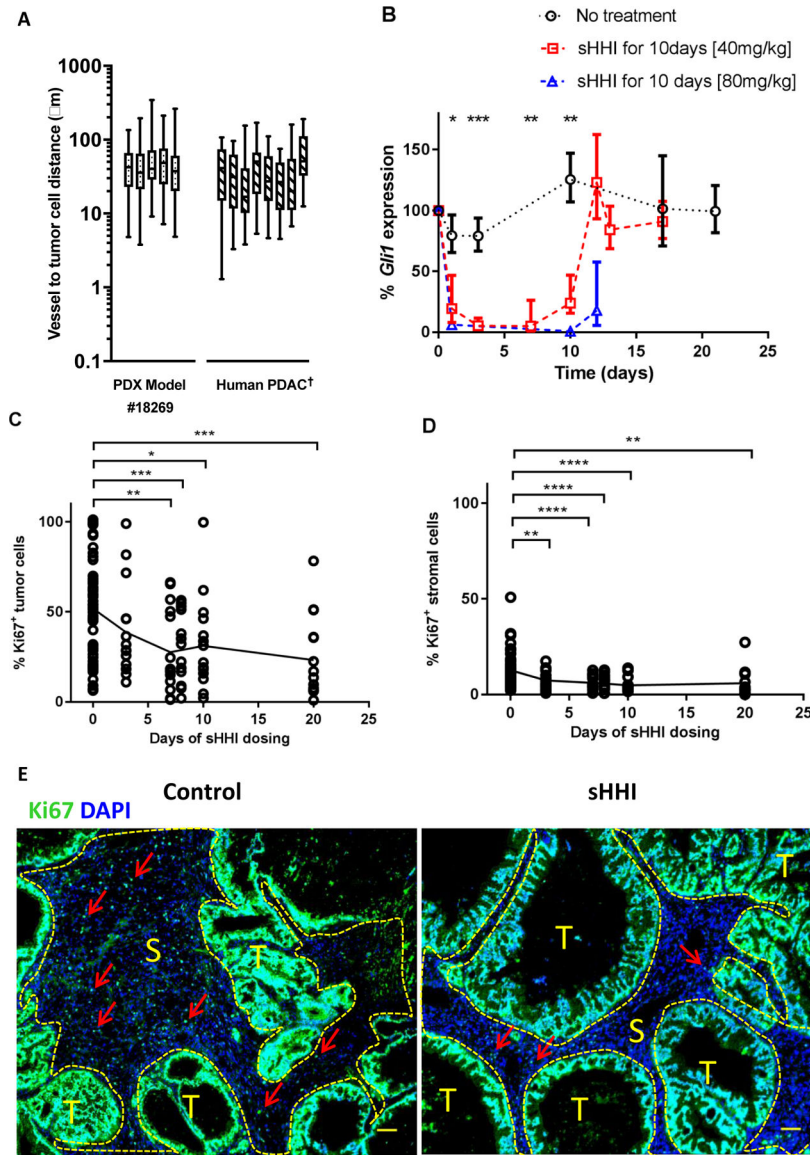 A
Vessel to tumor cell distance (□m)
1000
100
10
1
0.1
PDX Model
#18269
Human PDAC†
B
No treatment
sHHI for 10days [40mg/kg]
sHHI for 10 days [80mg/kg]
% Gli1 expression
* *** ** **
150
100
50
0
0 5 10 15 20 25
Time (days)
C
***
*
***
**
% Ki67+ tumor cells
100
50
0
0 5 10 15 20 25
Days of sHHI dosing
D
**
****
****
****
**
% Ki67+ stromal cells
100
50
0
0 5 10 15 20 25
Days of sHHI dosing
E
Control
sHHI
Ki67 DAPI
S
T
T
T
T
T
S
T
T
T